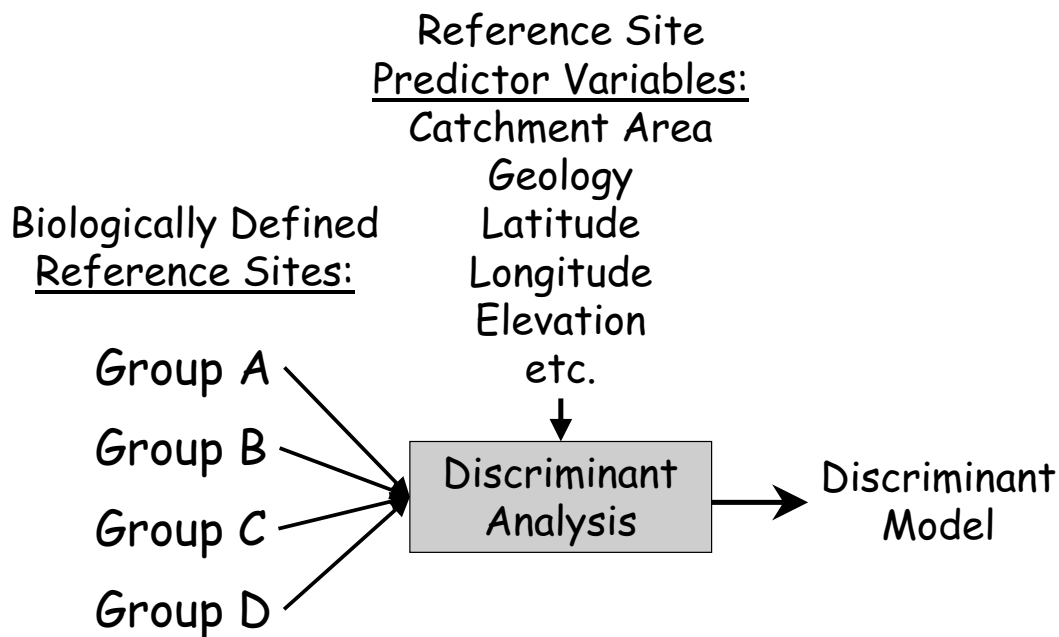 Reference Site
Predictor Variables:
Catchment Area
Geology
Latitude
Longitude
Elevation
etc.
Biologically Defined
Reference Sites:
Group A
Group B
Group C
Group D
Discriminant
Analysis
Discriminant
Model